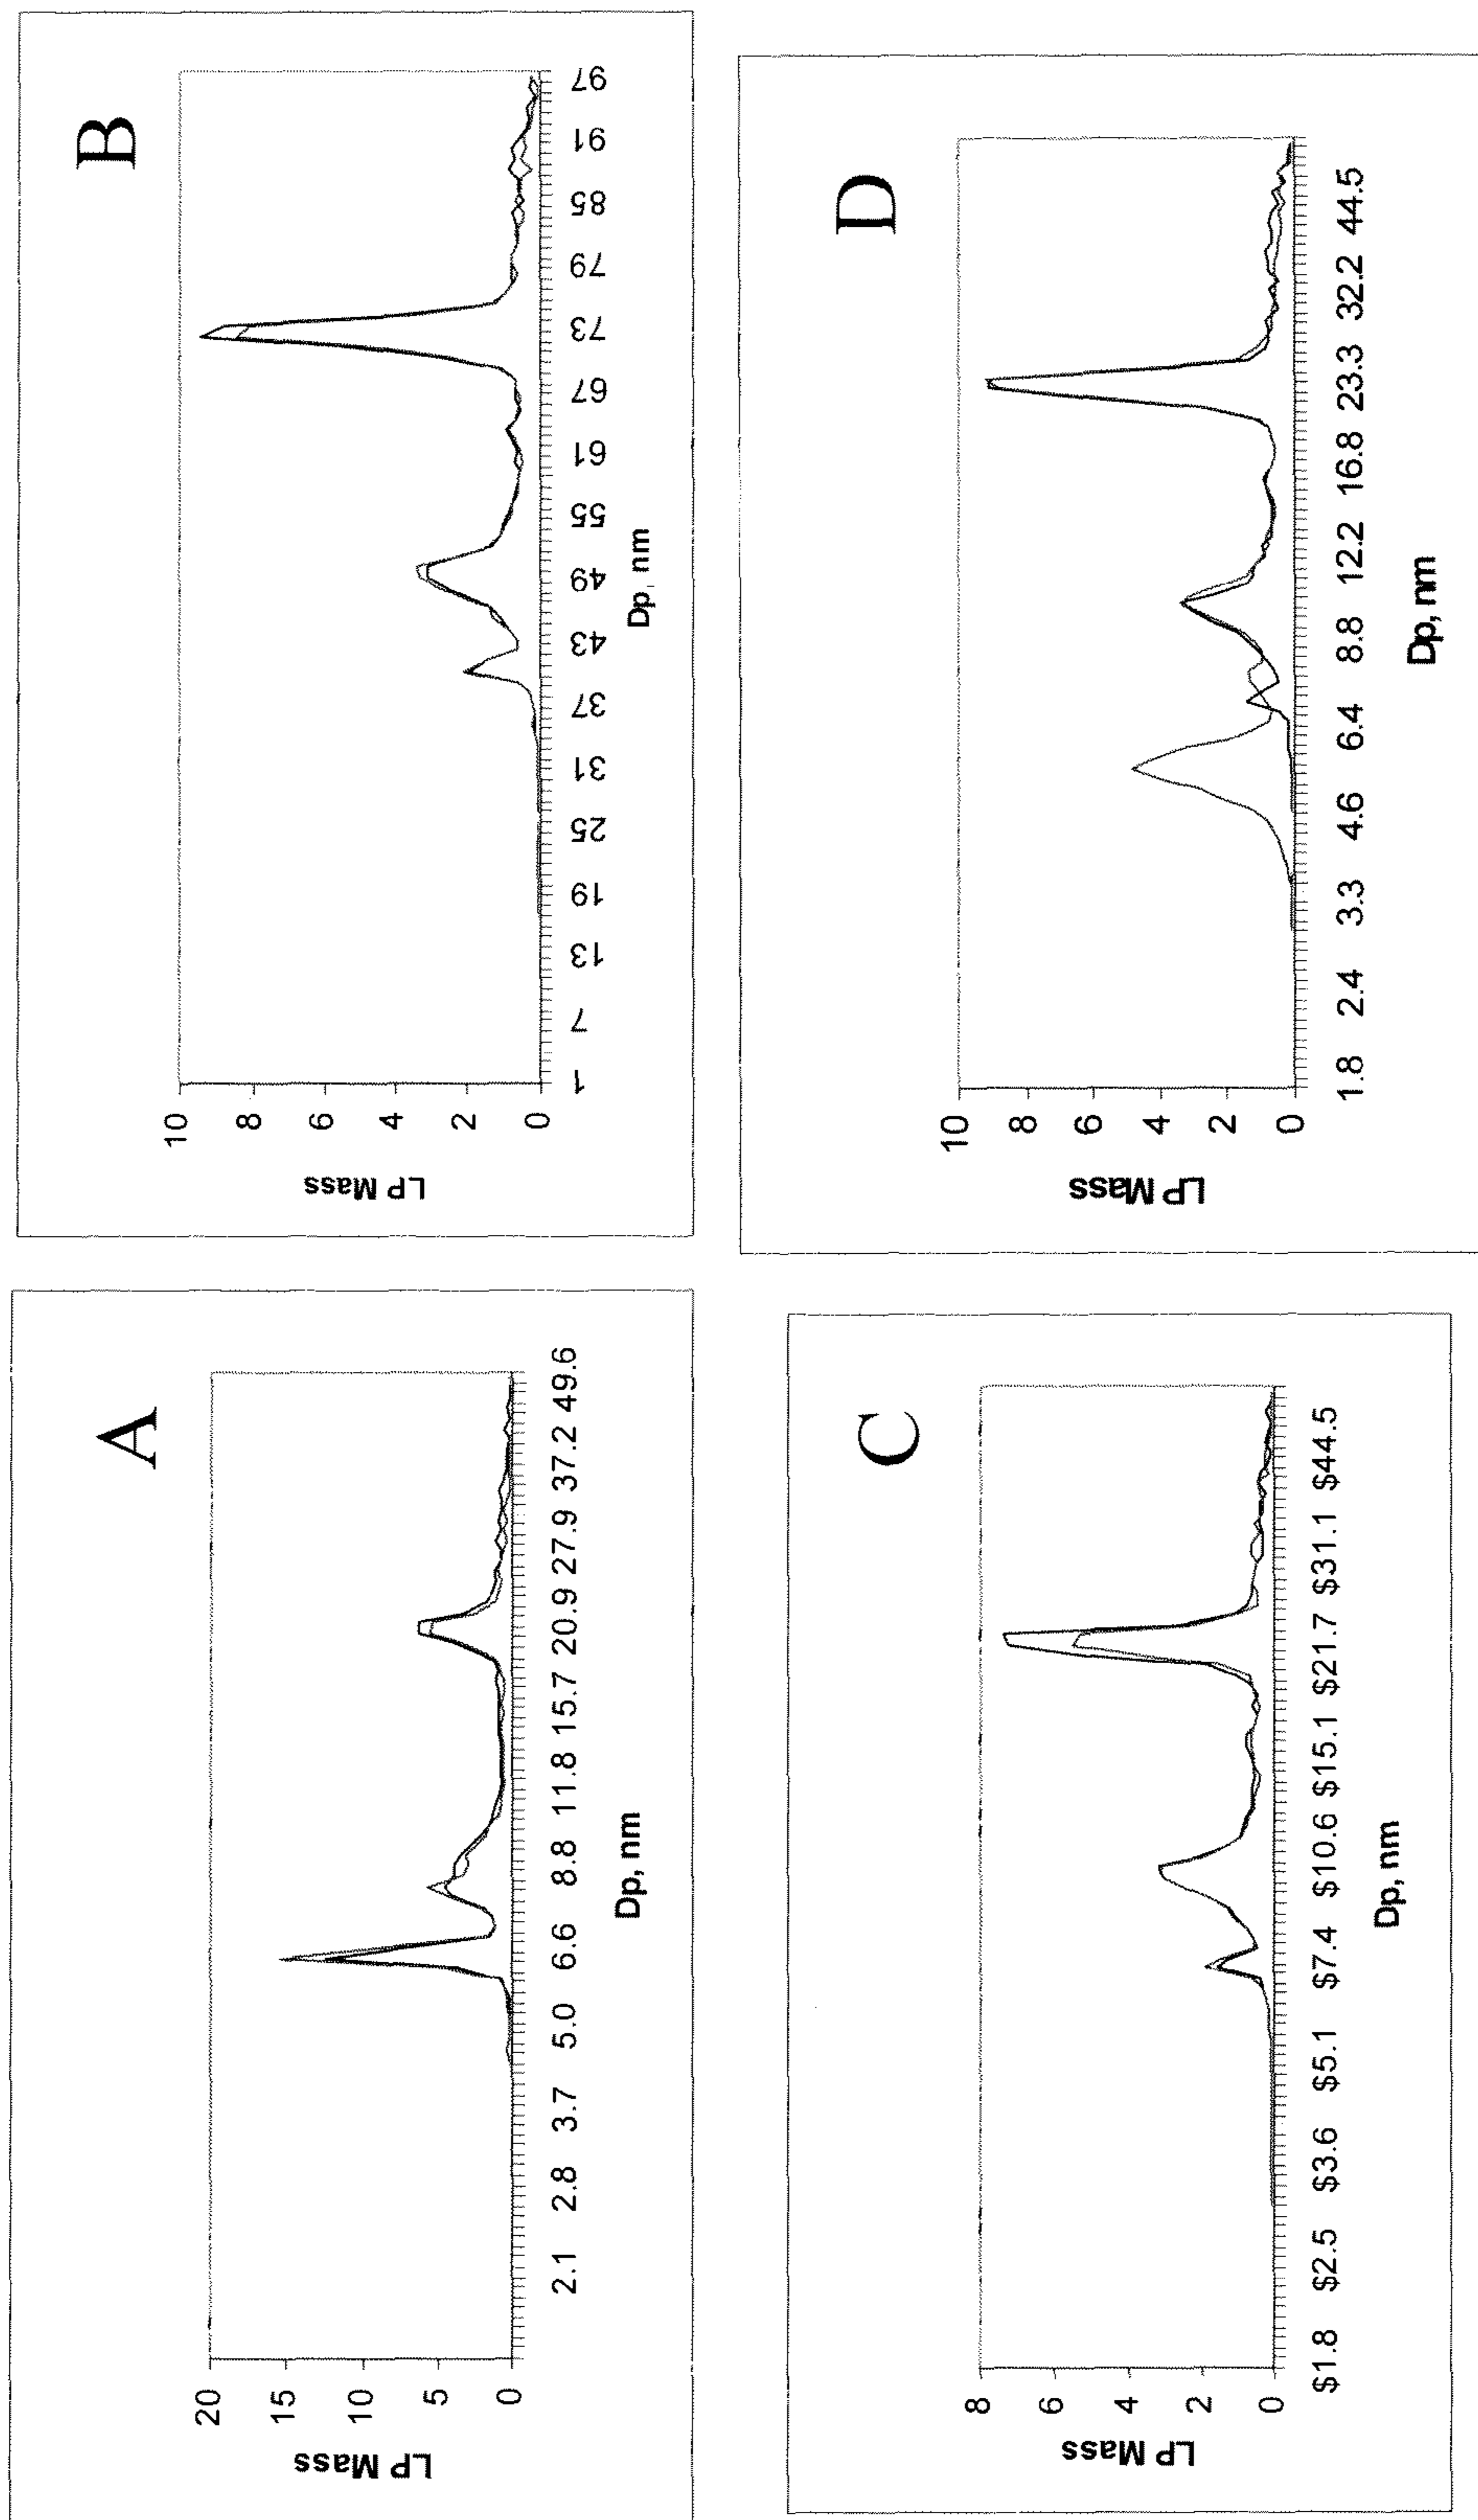 A
20
15
10
5
0
LP Mass
2.1 2.8 3.7 5.0 6.6 8.8 11.8 15.7 20.9 27.9 37.2 49.6
Dp, nm
B
10
8
6
4
2
0
LP Mass
1 7 13 19 25 31 37 43 49 55 61 67 73 79 85 91 97
Dp, nm
C
8
6
4
2
0
LP Mass
$1.8 $2.5 $3.6 $5.1 $7.4 $10.6 $15.1 $21.7 $31.1 $44.5
Dp, nm
D
10
8
6
4
2
0
LP Mass
1.8 2.4 3.3 4.6 6.4 8.8 12.2 16.8 23.3 32.2 44.5
Dp, nm